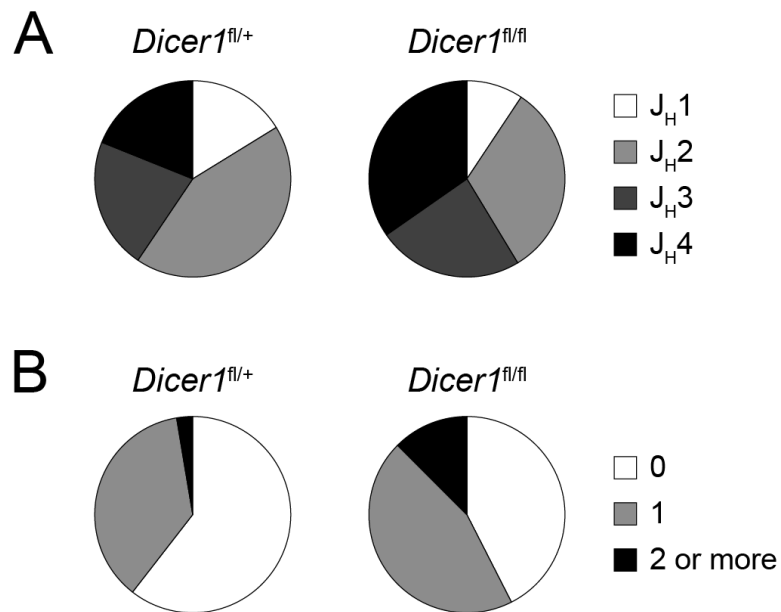 A
Dicer1fl/+ Dicer1fl/fl
JH1
JH2
JH3
JH4
B
Dicer1fl/+ Dicer1fl/fl
0
1
2 or more